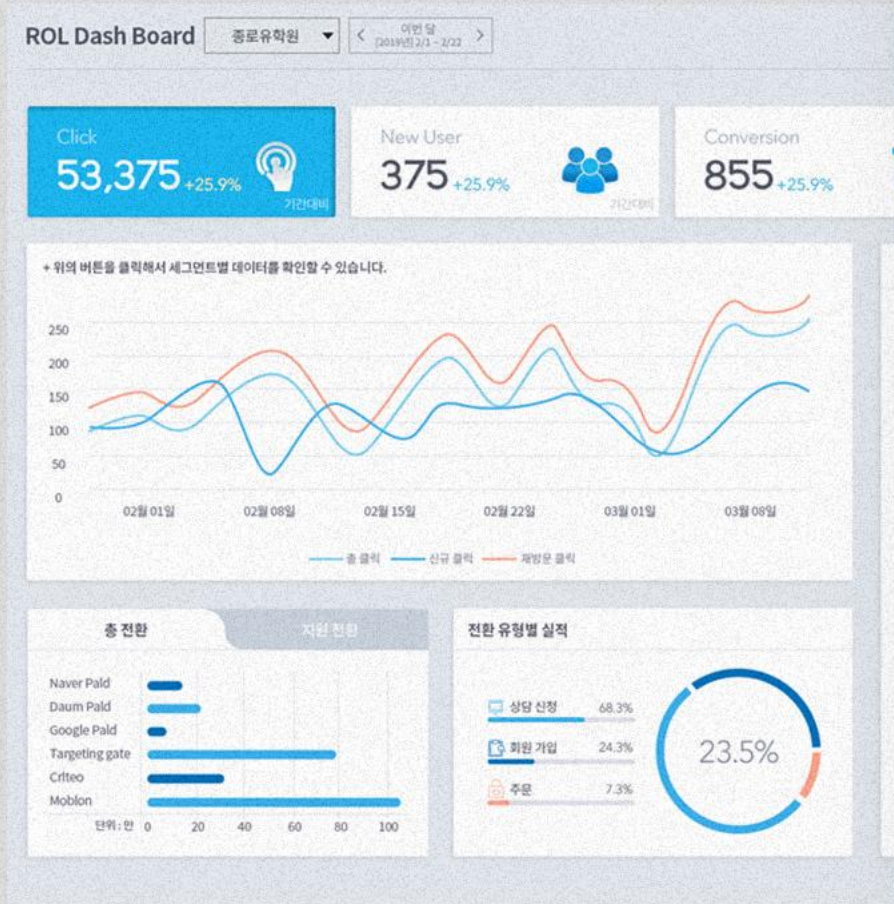 ROL Dash Board
종로유학원
이번 달
[2019년] 2/1 - 2/22
Click
53,375 +25.9%
기간대비
New User
375 +25.9%
기간대비
Conversion
855 +25.9%
+ 위의 버튼을 클릭해서 세그먼트별 데이터를 확인할 수 있습니다.
250
200
150
100
50
0
02월 01일 02월 08일 02월 15일 02월 22일 03월 01일 03월 08일
총 클릭 신규 클릭 재방문 클릭
총 전환
지원 전환
Naver Pald
Daum Pald
Google Pald
Targeting gate
Crlteo
Moblon
단위 : 만 0 20 40 60 80 100
전환 유형별 실적
상담 신청 68.3%
회원 가입 24.3%
주문 7.3%
23.5%